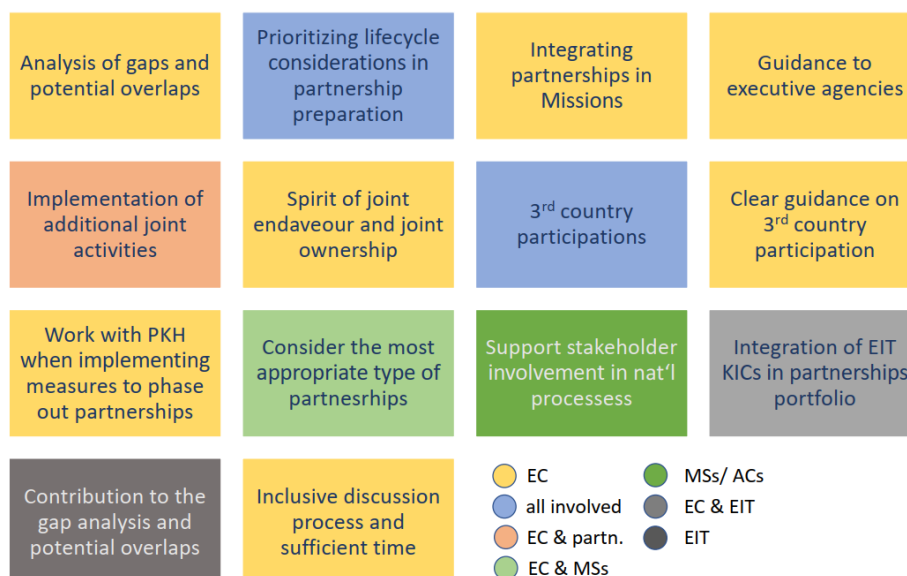 Analysis of gaps and
potential overlaps
Prioritizing lifecycle
considerations in
partnership
preparation
Integrating
partnerships in
Missions
Guidance to
executive agencies
Implementation of
additional joint
activities
Spirit of joint
endaveour and joint
ownership
3rd country
participations
Clear guidance on
3rd country
participation
Work with PKH
when implementing
measures to phase
out partnerships
Consider the most
appropriate type of
partnesrhips
Support stakeholder
involvement in nat'l
processess
Integration of EIT
KICs in partnerships
portfolio
Contribution to the
gap analysis and
potential overlaps
Inclusive discussion
process and
sufficient time
EC
all involved
EC & partn.
EC & MSs
MSs/ ACs
EC & EIT
EIT